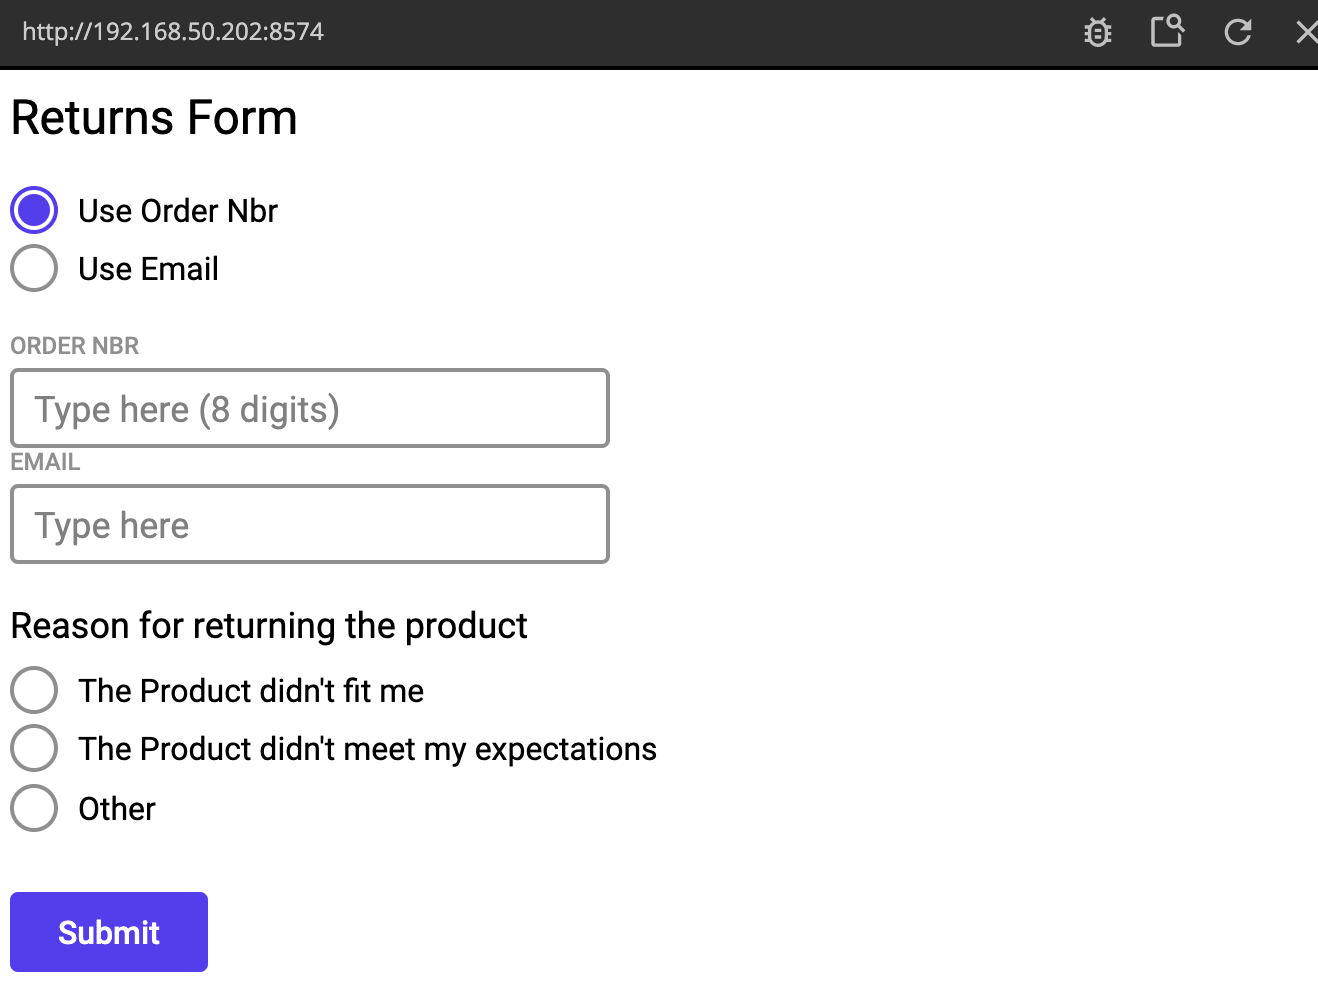 http://192.168.50.202:8574
Returns Form
Use Order Nbr
Use Email
ORDER NBR
Type here (8 digits)
EMAIL
Type here
Reason for returning the product
The Product didn't fit me
The Product didn't meet my expectations
Other
Submit